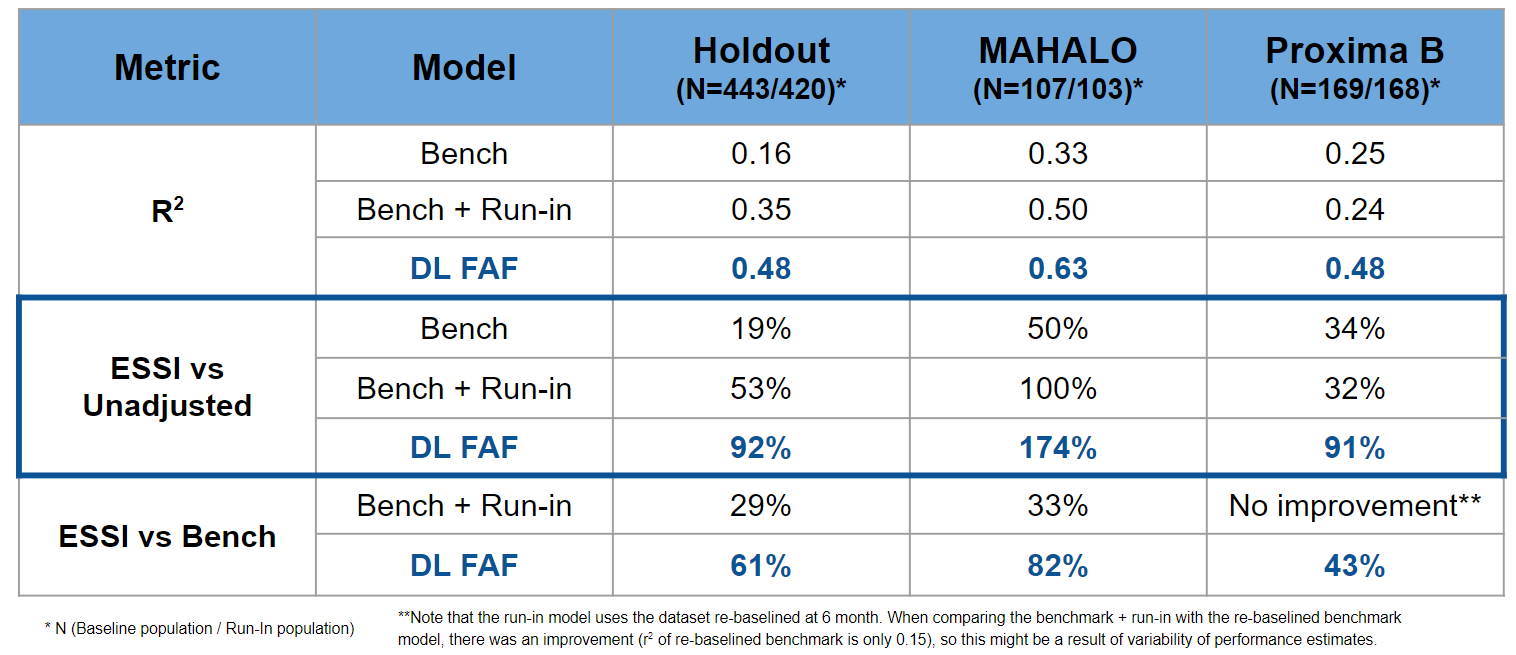 Metric Model Holdout MAHALO Proxima B
(N=443/420)* (N=107/103)* (N=169/168)*
R² Bench 0.16 0.33 0.25
Bench + Run-in 0.35 0.50 0.24
DL FAF 0.48 0.63 0.48
ESSI vs Unadjusted Bench 19% 50% 34%
Bench + Run-in 53% 100% 32%
DL FAF 92% 174% 91%
ESSI vs Bench Bench + Run-in 29% 33% No improvement**
DL FAF 61% 82% 43%
* N (Baseline population / Run-In population)
**Note that the run-in model uses the dataset re-baselined at 6 month. When comparing the benchmark + run-in with the re-baselined benchmark
model, there was an improvement (r² of re-baselined benchmark is only 0.15), so this might be a result of variability of performance estimates.